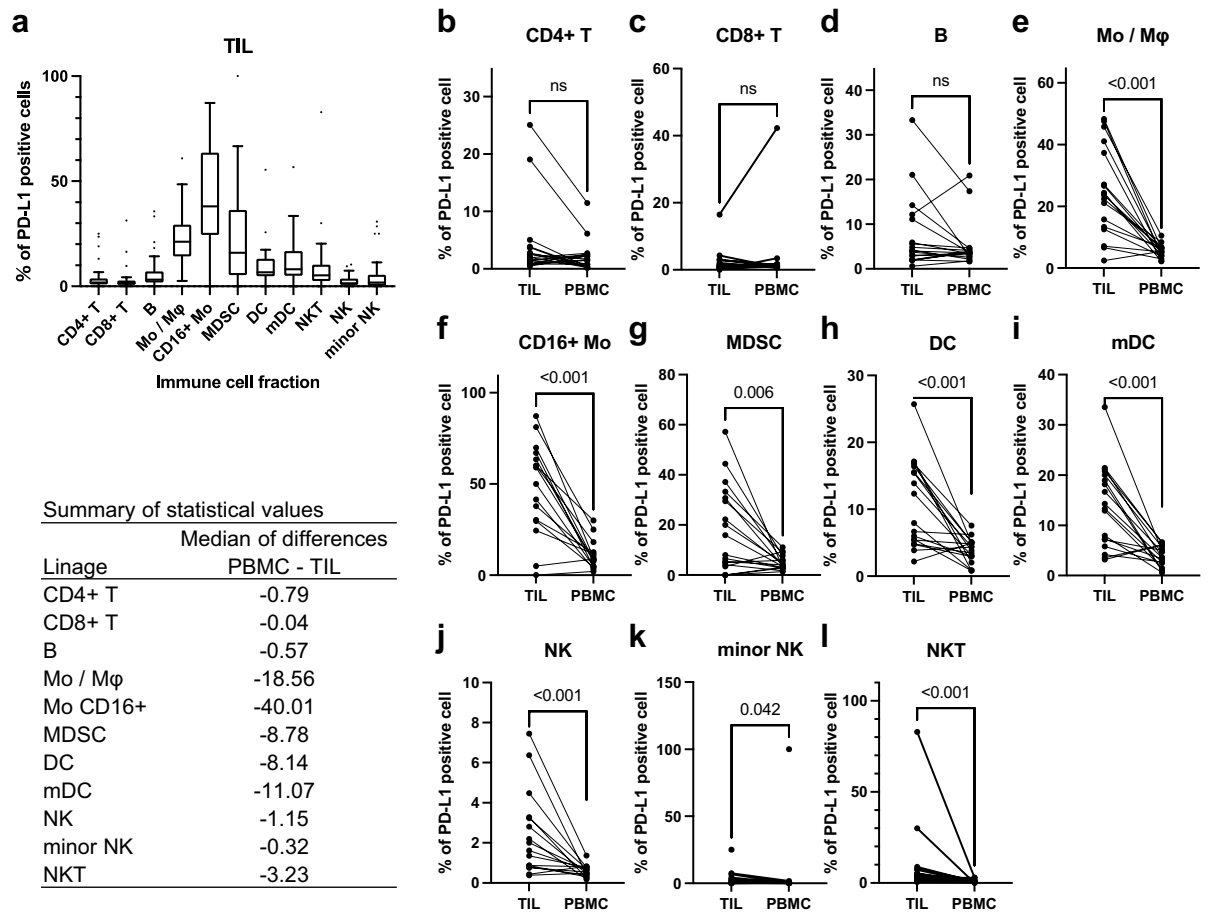 a
TIL
% of PD-L1 positive cells
100
50
0
CD4+ T
CD8+ T
B
Mo / Mφ
CD16+ Mo
MDSC
DC
mDC
NKT
NK
minor NK
Immune cell fraction
b
CD4+ T
% of PD-L1 positive cell
30
20
10
0
ns
TIL
PBMC
c
CD8+ T
% of PD-L1 positive cell
60
40
20
0
ns
TIL
PBMC
d
B
% of PD-L1 positive cell
40
30
20
10
0
ns
TIL
PBMC
e
Mo / Mφ
% of PD-L1 positive cell
60
40
20
0
<0.001
TIL
PBMC
f
CD16+ Mo
% of PD-L1 positive cell
100
50
0
<0.001
TIL
PBMC
g
MDSC
% of PD-L1 positive cell
80
60
40
20
0
0.006
TIL
PBMC
h
DC
% of PD-L1 positive cell
30
20
10
0
<0.001
TIL
PBMC
i
mDC
% of PD-L1 positive cell
40
30
20
10
0
<0.001
TIL
PBMC
Summary of statistical values
Median of differences
Linage PBMC - TIL
CD4+ T -0.79
CD8+ T -0.04
B -0.57
Mo / Mφ -18.56
Mo CD16+ -40.01
MDSC -8.78
DC -8.14
mDC -11.07
NK -1.15
minor NK -0.32
NKT -3.23
j
NK
% of PD-L1 positive cell
10
8
6
4
2
0
<0.001
TIL
PBMC
k
minor NK
% of PD-L1 positive cell
150
100
50
0
0.042
TIL
PBMC
l
NKT
% of PD-L1 positive cell
100
50
0
<0.001
TIL
PBMC